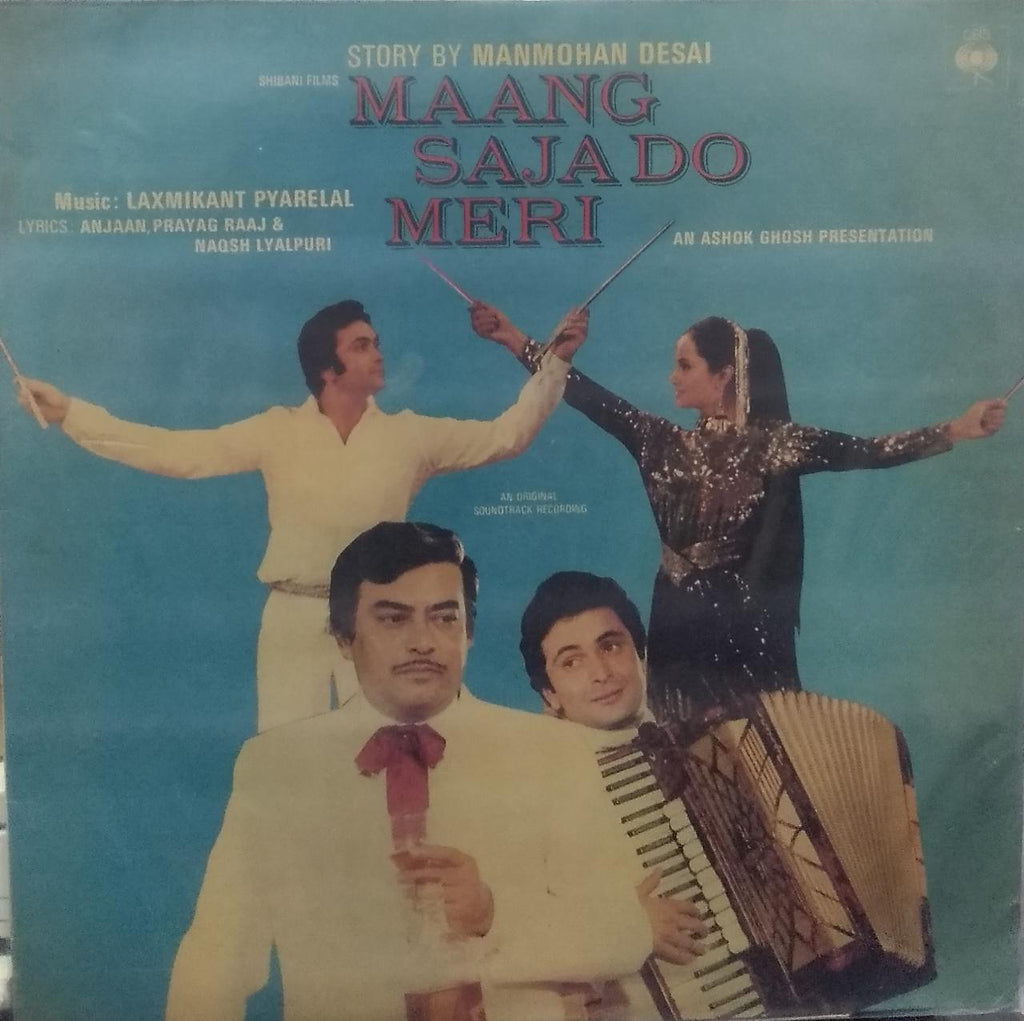 STORY BY MANMOHAN DESAI
CBS
SHIBANI FILMS
MAANG
SAJA DO
MERI
Music: LAXMIKANT PYARELAL
LYRICS: ANJAAN, PRAYAG RAAJ &
NAQSH LYALPURI
AN ASHOK GHOSH PRESENTATION
AN ORIGINAL
SOUNDTRACK RECORDING